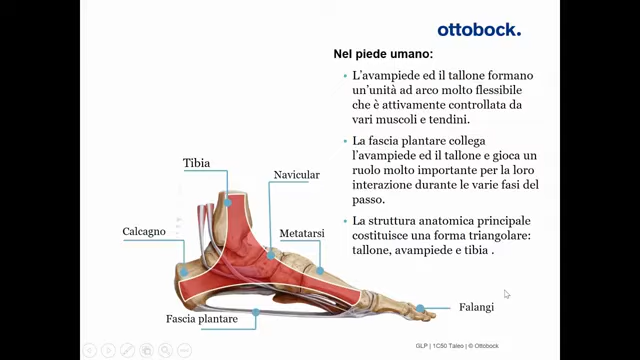 ottobock.
Nel piede umano:
L'avampiede ed il tallone formano
un'unità ad arco molto flessibile
che è attivamente controllata da
vari muscoli e tendini.
La fascia plantare collega
l'avampiede ed il tallone e gioca un
ruolo molto importante per la loro
interazione durante le varie fasi del
passo.
La struttura anatomica principale
costituisce una forma triangolare:
tallone, avampiede e tibia .
Tibia
Navicular
Calcagno
Metatarsi
Falangi
Fascia plantare
GLP | 1C50 Taleo | © Ottobock